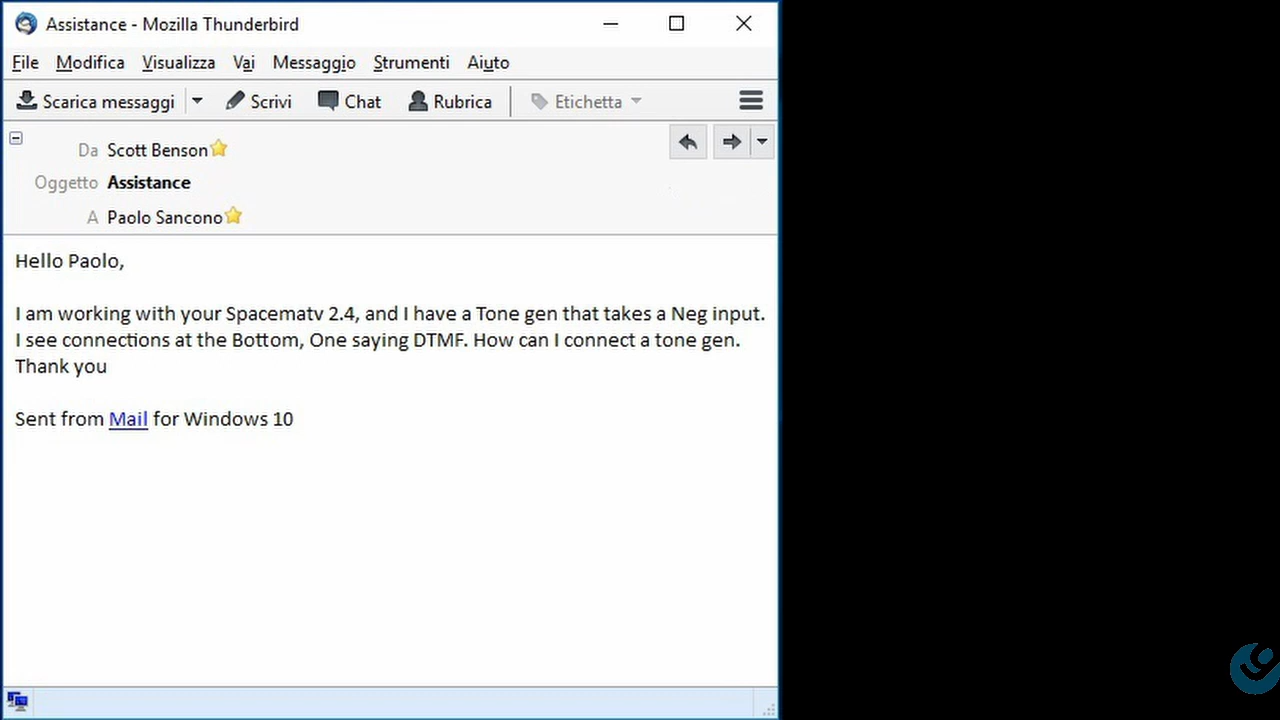 Assistance - Mozilla Thunderbird
File Modifica Visualizza Vai Messaggio Strumenti Aiuto
Scarica messaggi Scrivi Chat Rubrica Etichetta
Da Scott Benson
Oggetto Assistance
A Paolo Sancono
Hello Paolo,
I am working with your Spacematv 2.4, and I have a Tone gen that takes a Neg input.
I see connections at the Bottom, One saying DTMF. How can I connect a tone gen.
Thank you
Sent from Mail for Windows 10